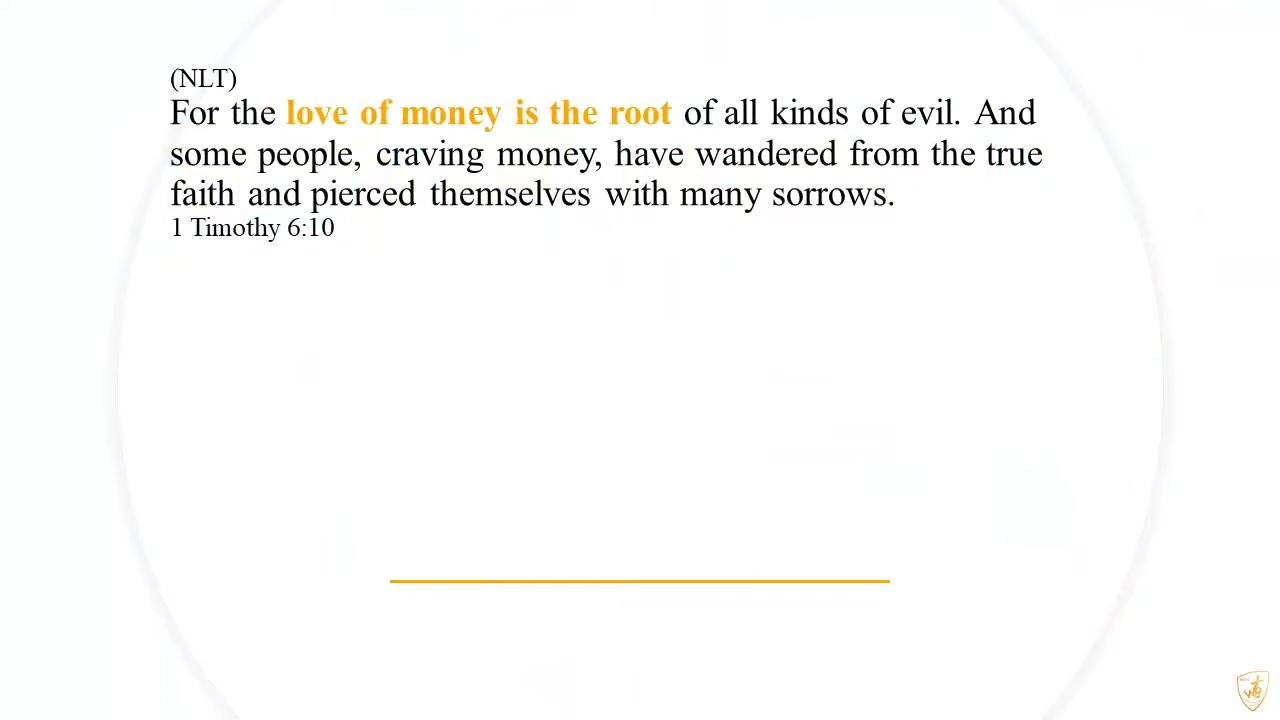 (NLT)
For the love of money is the root of all kinds of evil. And
some people, craving money, have wandered from the true
faith and pierced themselves with many sorrows.
1 Timothy 6:10